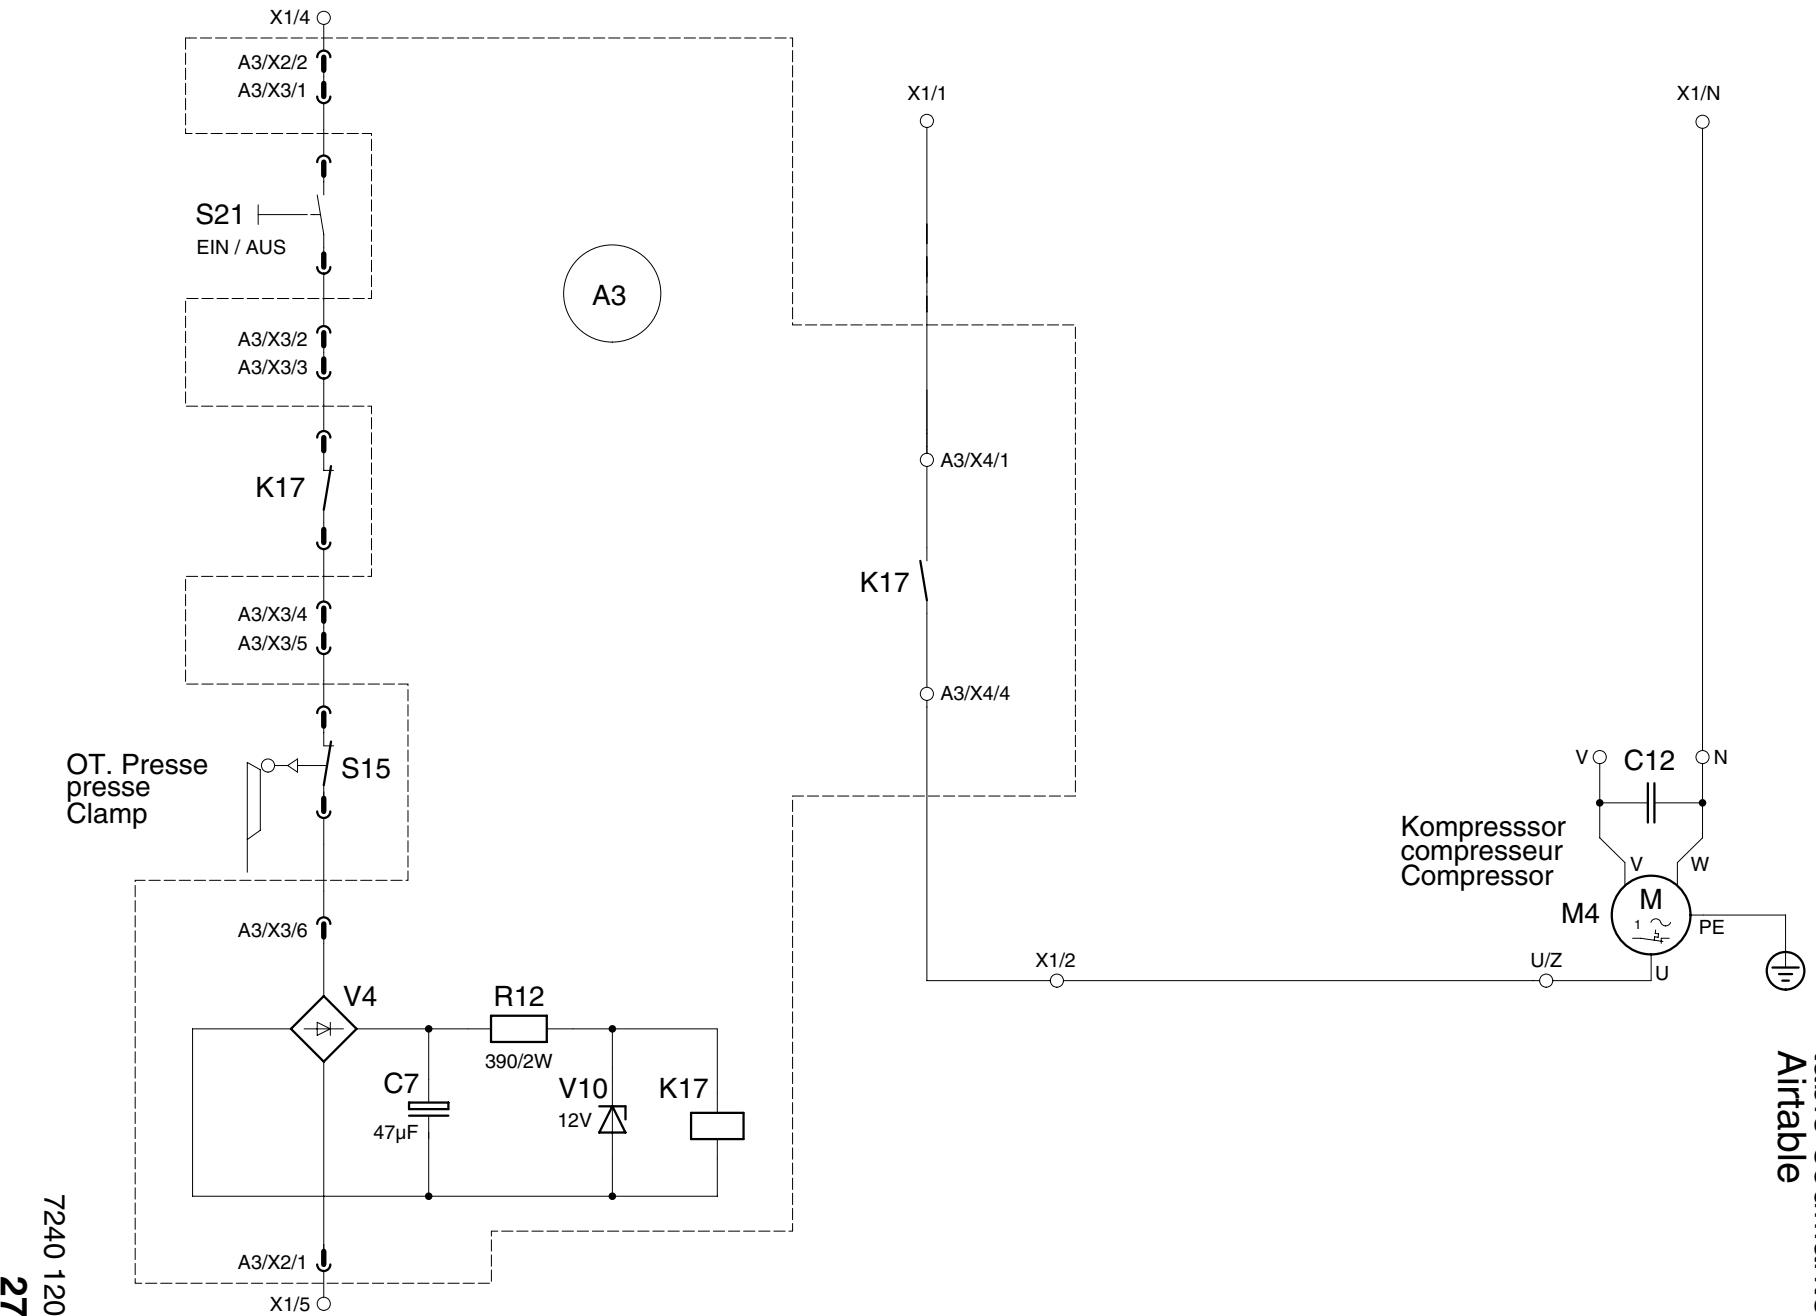 X1/4
A3/X2/2
A3/X3/1
X1/1
X1/N
S21
EIN / AUS
A3
A3/X3/2
A3/X3/3
A3/X4/1
K17
K17
A3/X3/4
A3/X3/5
A3/X4/4
OT. Presse
presse
Clamp
S15
V
C12
N
Kompresssor
compresseur
Compressor
V
W
M4
M
1
PE
U
A3/X3/6
X1/2
U/Z
V4
R12
390/2W
C7
47µF
V10
12V
K17
A3/X2/1
X1/5
Airtable
7240 120
27